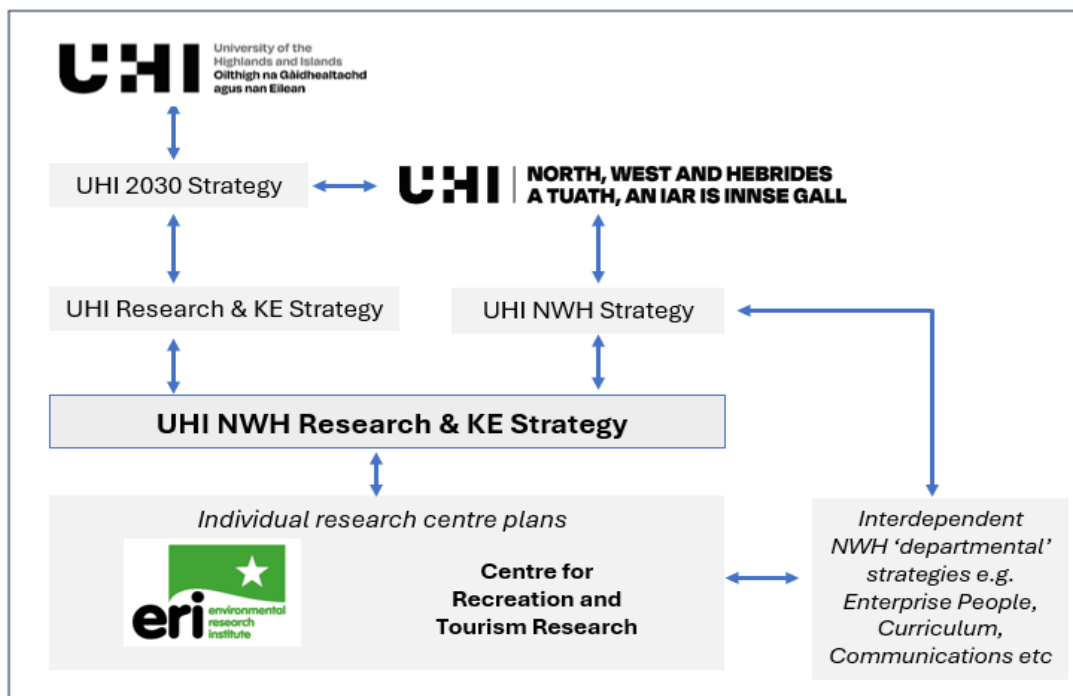 UHI
University of the
Highlands and Islands
Oilthigh na Gàidhealtachd
agus nan Eilean
UHI 2030 Strategy
UHI
NORTH, WEST AND HEBRIDES
A TUATH, AN IAR IS INNSE GALL
UHI Research & KE Strategy
UHI NWH Strategy
UHI NWH Research & KE Strategy
Individual research centre plans
eri
environmental
research
institute
Centre for
Recreation and
Tourism Research
Interdependent
NWH ‘departmental’
strategies e.g.
Enterprise People,
Curriculum,
Communications etc